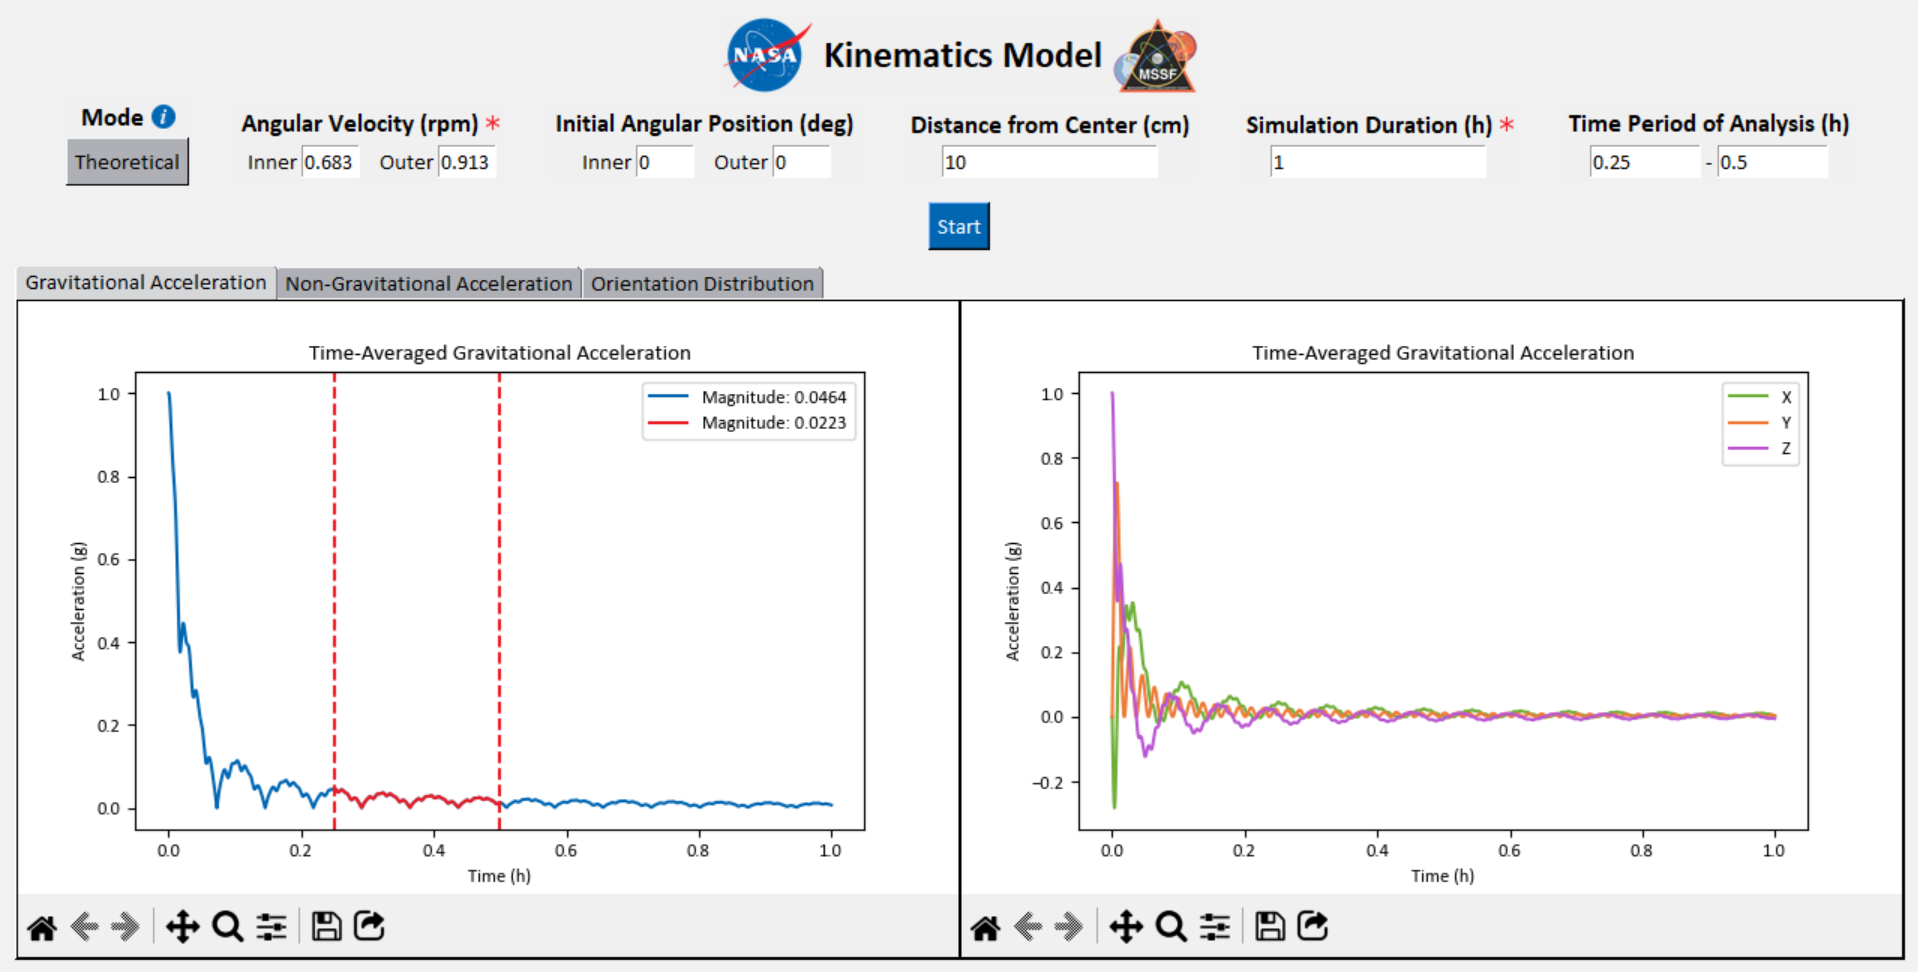 NASA Kinematics Model MSSF
Mode i Angular Velocity (rpm) * Initial Angular Position (deg) Distance from Center (cm) Simulation Duration (h) * Time Period of Analysis (h)
Theoretical Inner 0.683 Outer 0.913 Inner 0 Outer 0 10 1 0.25 - 0.5
Start
Gravitational Acceleration Non-Gravitational Acceleration Orientation Distribution
Time-Averaged Gravitational Acceleration
Magnitude: 0.0464
Magnitude: 0.0223
Acceleration (g)
1.0
0.8
0.6
0.4
0.2
0.0
0.0 0.2 0.4 0.6 0.8 1.0
Time (h)
Time-Averaged Gravitational Acceleration
X
Y
Z
Acceleration (g)
1.0
0.8
0.6
0.4
0.2
0.0
−0.2
0.0 0.2 0.4 0.6 0.8 1.0
Time (h)